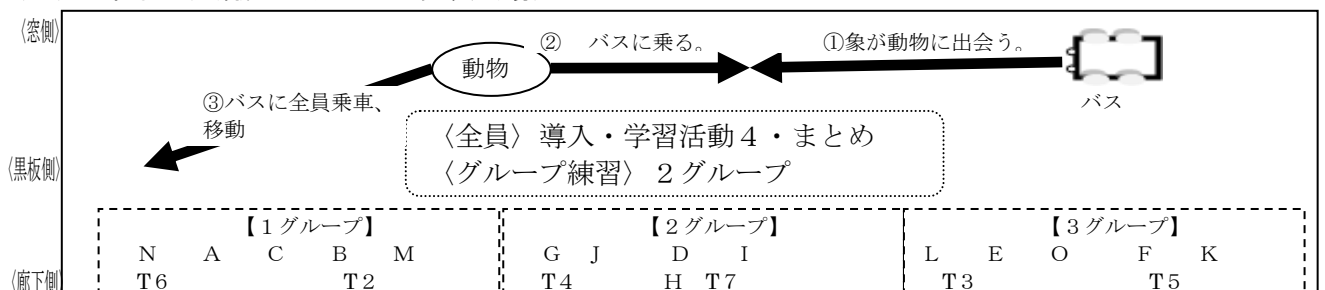 〈窓側〉
② バスに乗る。
①象が動物に出会う。
動物
バス
③バスに全員乗車、
移動
〈全員〉導入・学習活動４・まとめ
〈グループ練習〉２グループ
〈黒板側〉
【１グループ】 【２グループ】 【３グループ】
N A C B M G J D I L E O F K
〈廊下側〉 T6 T2 T4 H T7 T3 T5